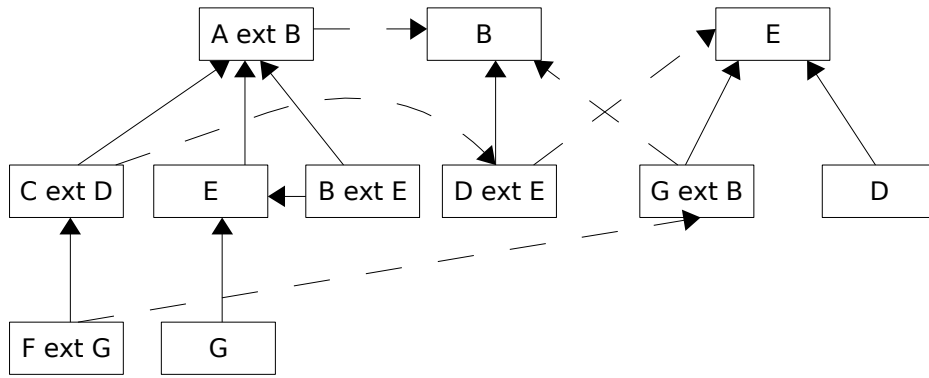 A ext B
B
E
C ext D
E
B ext E
D ext E
G ext B
D
F ext G
G